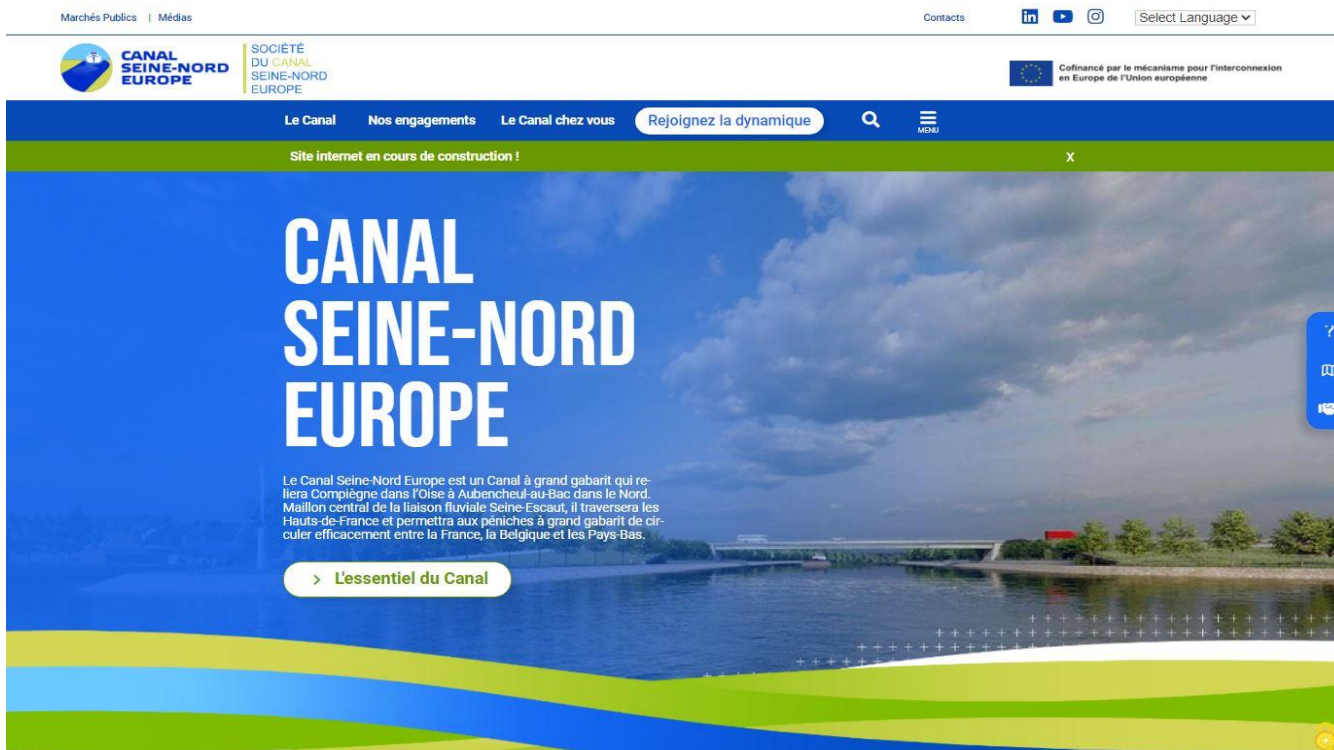 Marchés Publics | Médias
Contacts
Select Language
CANAL
SEINE-NORD
EUROPE
SOCIÉTÉ
DU CANAL
SEINE-NORD
EUROPE
Cofinancé par le mécanisme pour l'interconnexion
en Europe de l'Union européenne
Le Canal Nos engagements Le Canal chez vous Rejoignez la dynamique
MENU
Site internet en cours de construction ! X
CANAL
SEINE-NORD
EUROPE
Le Canal Seine-Nord Europe est un Canal à grand gabarit qui re-
liera Compiègne dans l'Oise à Aubencheul-au-Bac dans le Nord.
Maillon central de la liaison fluviale Seine-Escaut, il traversera les
Hauts-de-France et permettra aux péniches à grand gabarit de cir-
culer efficacement entre la France, la Belgique et les Pays-Bas.
> L'essentiel du Canal